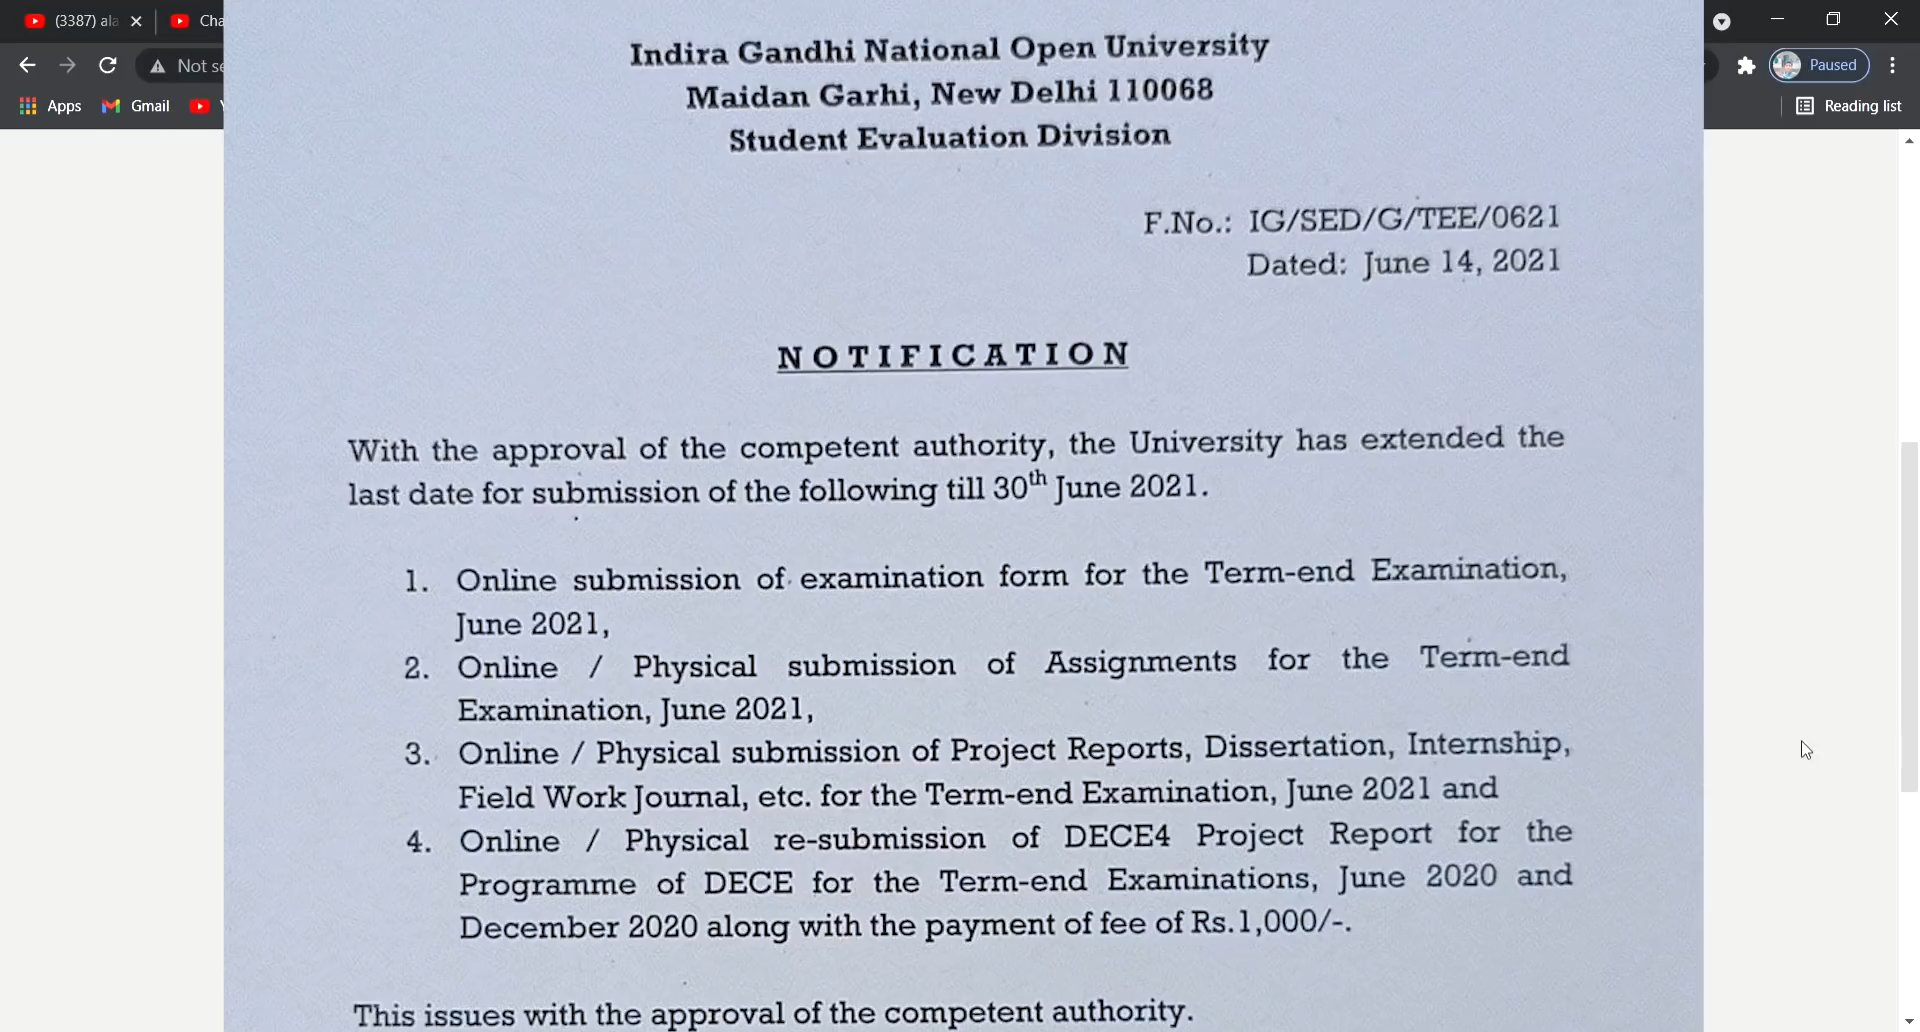 (3387) ala
Cha
Not se
Paused
Apps
Gmail
Reading list
Indira Gandhi National Open University
Maidan Garhi, New Delhi 110068
Student Evaluation Division
F.No.: IG/SED/G/TEE/0621
Dated: June 14, 2021
NOTIFICATION
With the approval of the competent authority, the University has extended the
last date for submission of the following till 30th June 2021.
1. Online submission of examination form for the Term-end Examination,
June 2021,
2. Online / Physical submission of Assignments for the Term-end
Examination, June 2021,
3. Online / Physical submission of Project Reports, Dissertation, Internship,
Field Work Journal, etc. for the Term-end Examination, June 2021 and
4. Online / Physical re-submission of DECE4 Project Report for the
Programme of DECE for the Term-end Examinations, June 2020 and
December 2020 along with the payment of fee of Rs.1,000/-.
This issues with the approval of the competent authority.